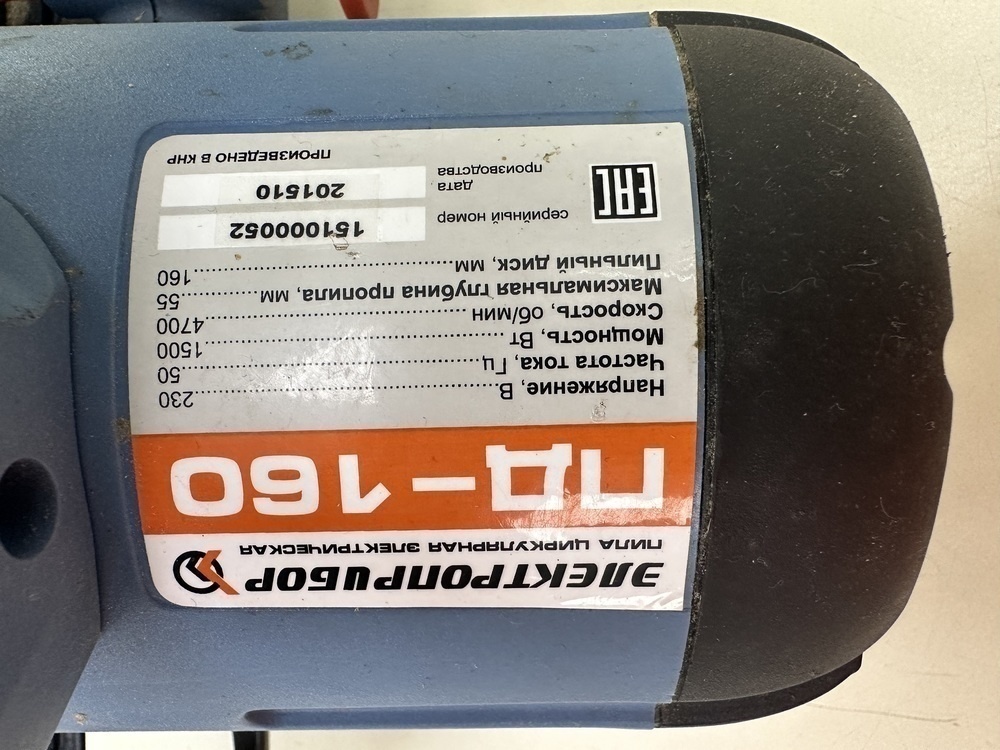 ЭЛЕКТРОПРИБОР
ПИЛА ЦИРКУЛЯРНАЯ ЭЛЕКТРИЧЕСКАЯ
ПД-160
Напряжение, В......................230
Частота тока, Гц......................50
Мощность, Вт......................1500
Скорость, об/мин......................4700
Максимальная глубина пропила, мм......................55
Пильный диск, мм......................160
серийный номер 151000052
дата производства 201510
ПРОИЗВЕДЕНО В КНР
ЕАС